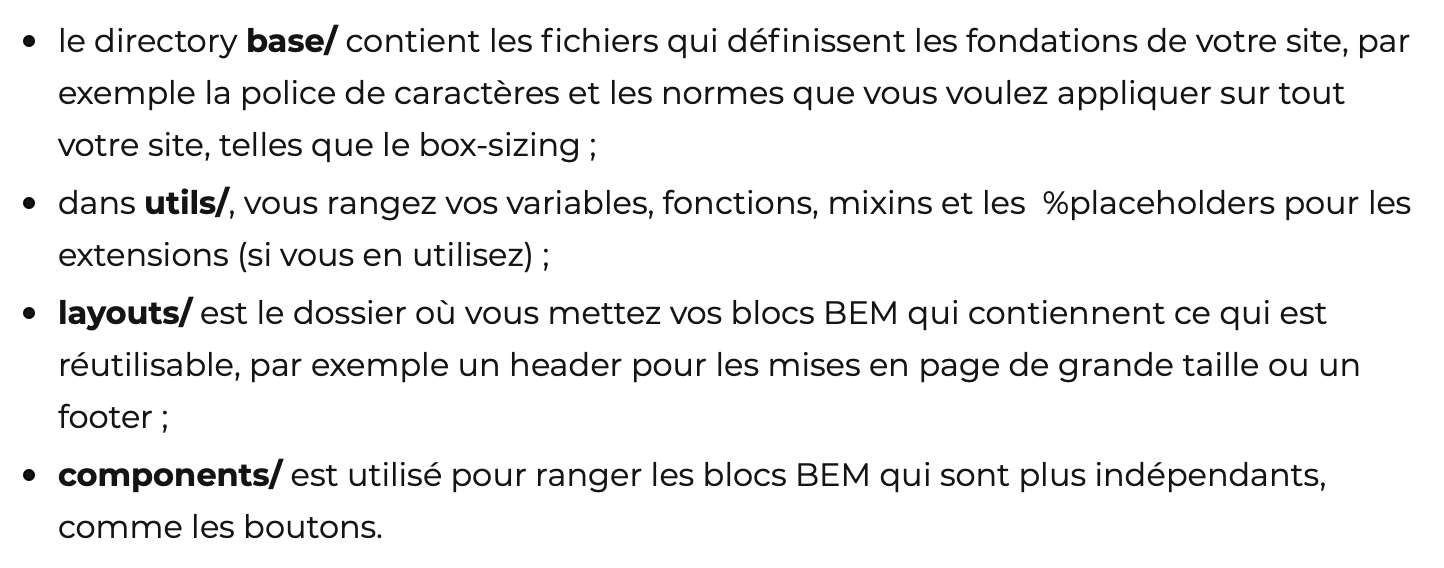 • le directory base/ contient les fichiers qui définissent les fondations de votre site, par
exemple la police de caractères et les normes que vous voulez appliquer sur tout
votre site, telles que le box-sizing ;
• dans utils/, vous rangez vos variables, fonctions, mixins et les  %placeholders pour les
extensions (si vous en utilisez) ;
• layouts/ est le dossier où vous mettez vos blocs BEM qui contiennent ce qui est
réutilisable, par exemple un header pour les mises en page de grande taille ou un
footer ;
• components/ est utilisé pour ranger les blocs BEM qui sont plus indépendants,
comme les boutons.